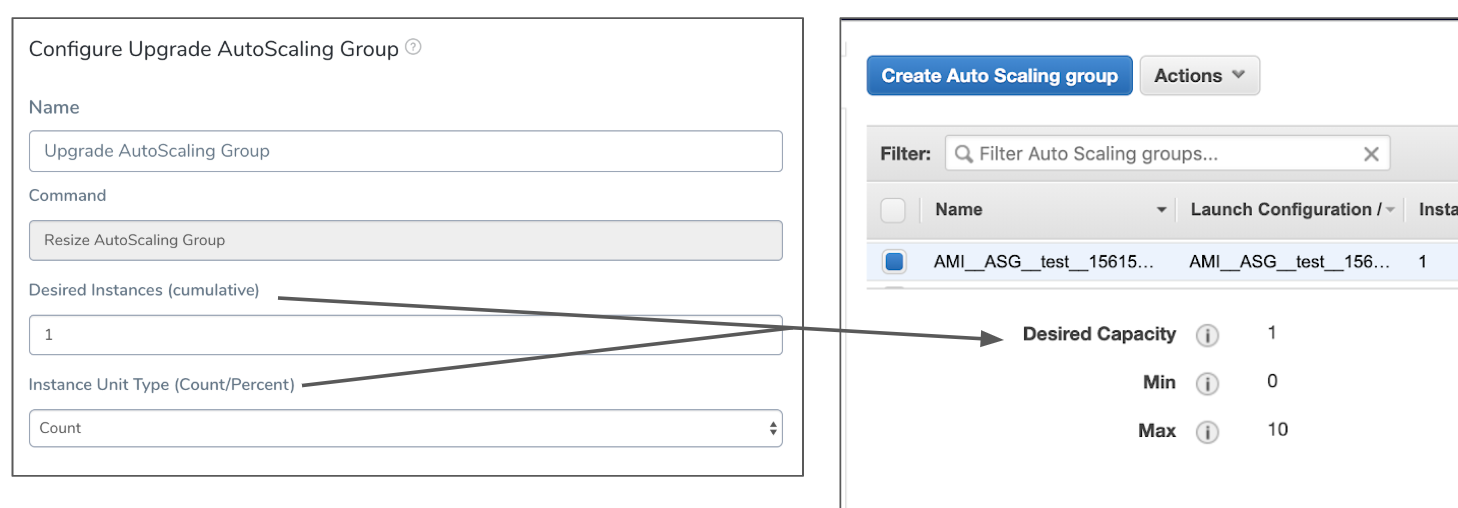 Configure Upgrade AutoScaling Group ?
Name
Upgrade AutoScaling Group
Command
Resize AutoScaling Group
Desired Instances (cumulative)
1
Instance Unit Type (Count/Percent)
Count
Create Auto Scaling group
Actions
Filter:
Filter Auto Scaling groups...
Name
Launch Configuration /
Insta
AMI__ASG__test__15615...
AMI__ASG__test__156...
1
Desired Capacity i 1
Min i 0
Max i 10